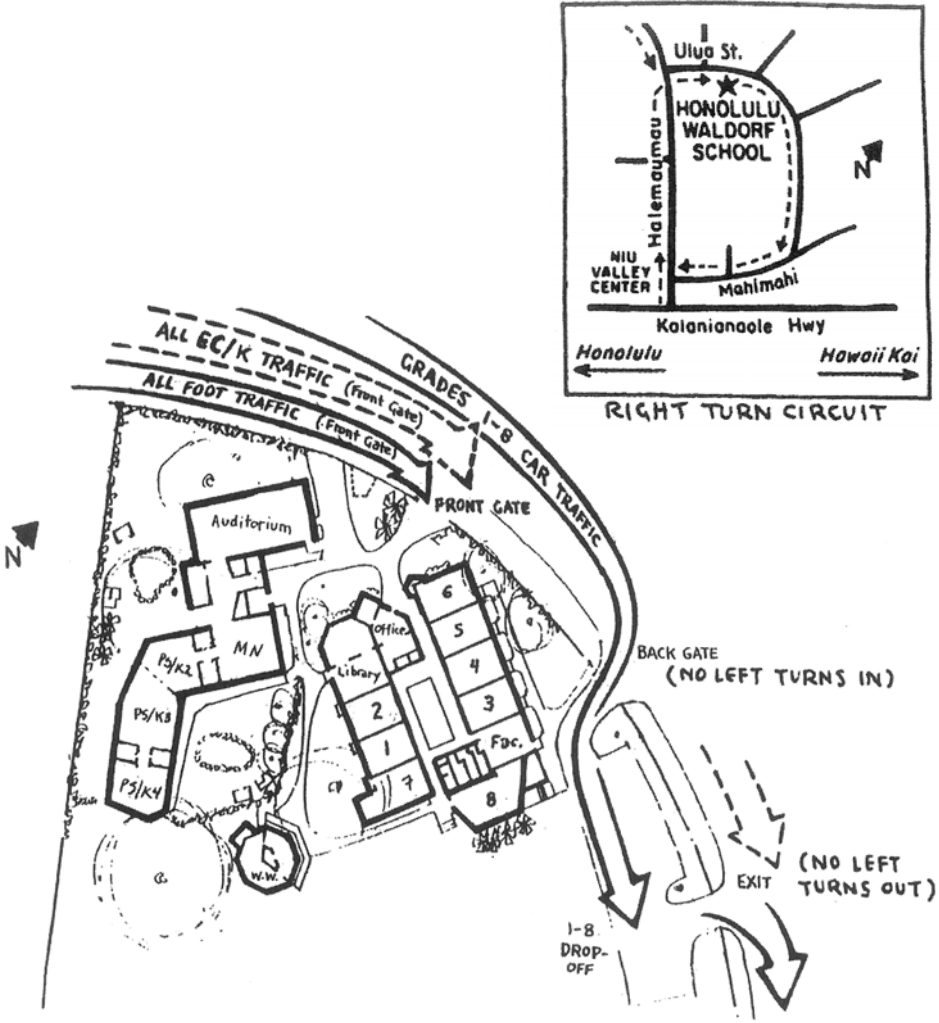 Ulua St.
HONOLULU
WALDORF
SCHOOL
Halemaumau
N
NIU
VALLEY
CENTER
Mahimahi
Kalanianaole Hwy
Honolulu
Hawaii Kai
RIGHT TURN CIRCUIT
ALL EC/K TRAFFIC (Front Gate)
ALL FOOT TRAFFIC (Front Gate)
GRADES 1-8 CAR TRAFFIC
FRONT GATE
N
Auditorium
MN
PS/K2
PS/K3
PS/K4
W.W.
Office
Library
2
1
7
6
5
4
3
Fac.
8
BACK GATE
(NO LEFT TURNS IN)
EXIT
(NO LEFT
TURNS OUT)
1-8
DROP-
OFF